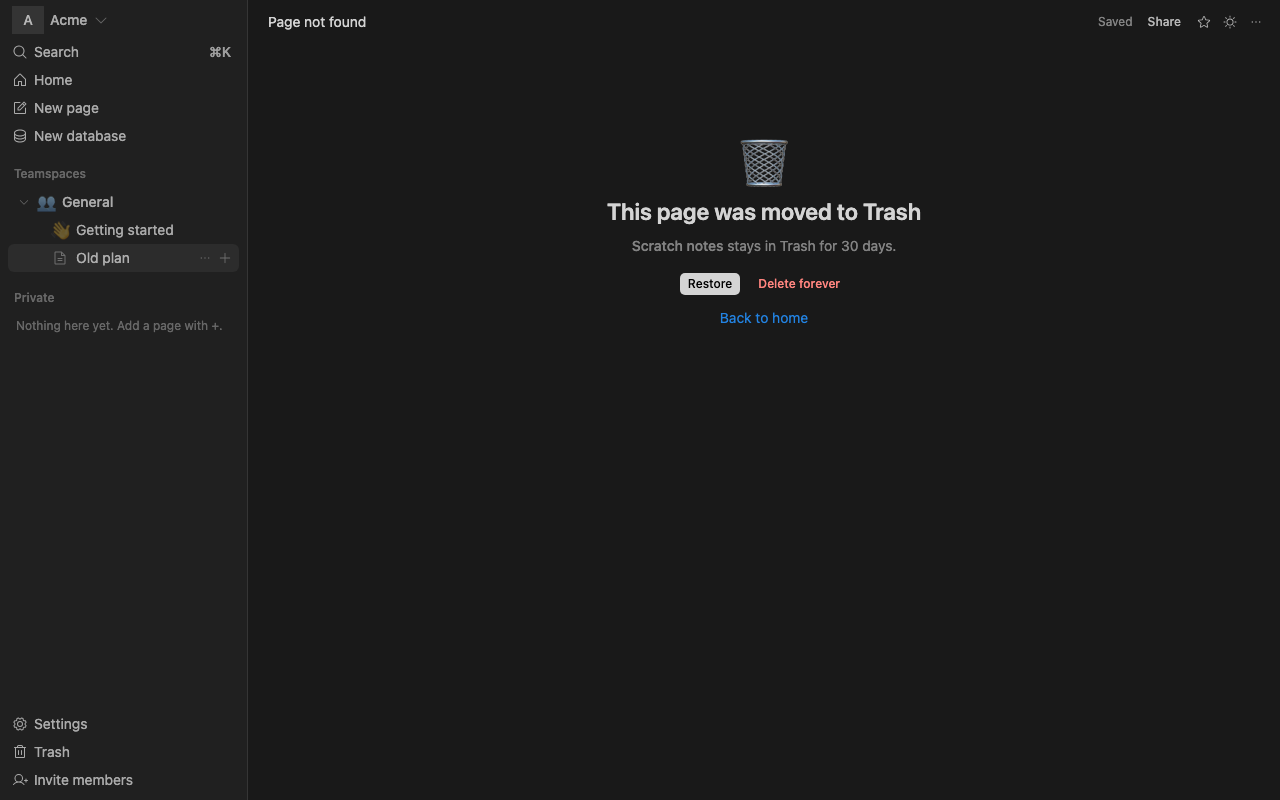 A Acme
Search ⌘K
Home
New page
New database
Teamspaces
General
Getting started
Old plan
Private
Nothing here yet. Add a page with +.
Settings
Trash
Invite members
Page not found
Saved Share
This page was moved to Trash
Scratch notes stays in Trash for 30 days.
Restore Delete forever
Back to home